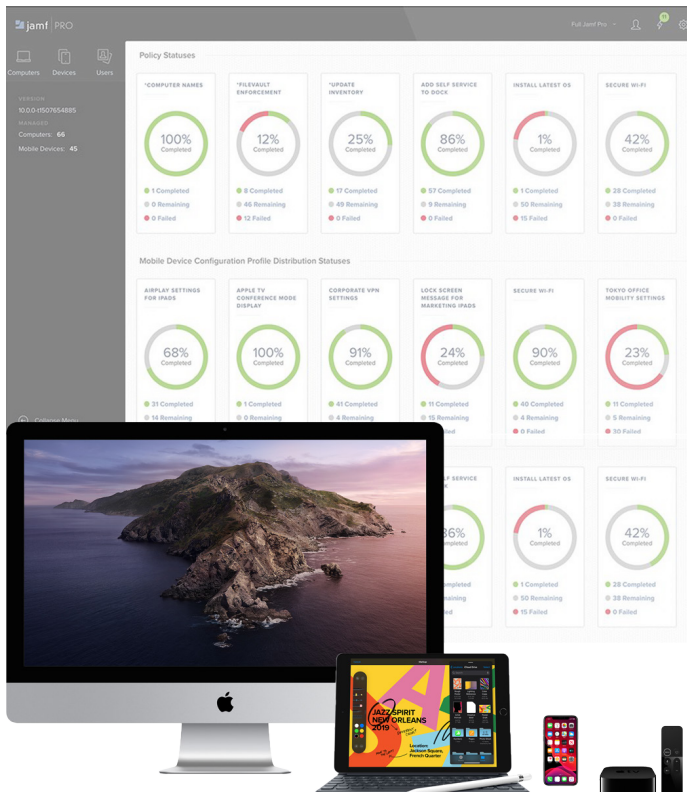 jamf PRO
Full Jamf Pro
11
Computers Devices Users
VERSION
10.0.0-t1507654885
MANAGED
Computers: 66
Mobile Devices: 45
Collapse Menu
Policy Statuses
*COMPUTER NAMES
100%
Completed
1 Completed
0 Remaining
0 Failed
*FILEVAULT
ENFORCEMENT
12%
Completed
8 Completed
46 Remaining
12 Failed
*UPDATE
INVENTORY
25%
Completed
17 Completed
49 Remaining
0 Failed
ADD SELF SERVICE
TO DOCK
86%
Completed
57 Completed
9 Remaining
0 Failed
INSTALL LATEST OS
1%
Completed
1 Completed
50 Remaining
15 Failed
SECURE WI-FI
42%
Completed
28 Completed
38 Remaining
0 Failed
Mobile Device Configuration Profile Distribution Statuses
AIRPLAY SETTINGS
FOR IPADS
68%
Completed
31 Completed
14 Remaining
APPLE TV
CONFERENCE MODE
DISPLAY
100%
Completed
1 Completed
0 Remaining
CORPORATE VPN
SETTINGS
91%
Completed
41 Completed
4 Remaining
LOCK SCREEN
MESSAGE FOR
MARKETING IPADS
24%
Completed
11 Completed
15 Remaining
SECURE WI-FI
90%
Completed
40 Completed
4 Remaining
0 Failed
TOKYO OFFICE
MOBILITY SETTINGS
23%
Completed
11 Completed
5 Remaining
30 Failed
SERVICE
INSTALL LATEST OS
1%
Completed
1 Completed
50 Remaining
15 Failed
SECURE WI-FI
42%
Completed
28 Completed
38 Remaining
0 Failed
JAZZ SPIRIT
NEW ORLEANS
2019
Location:
Jackson Square,
French Quarter